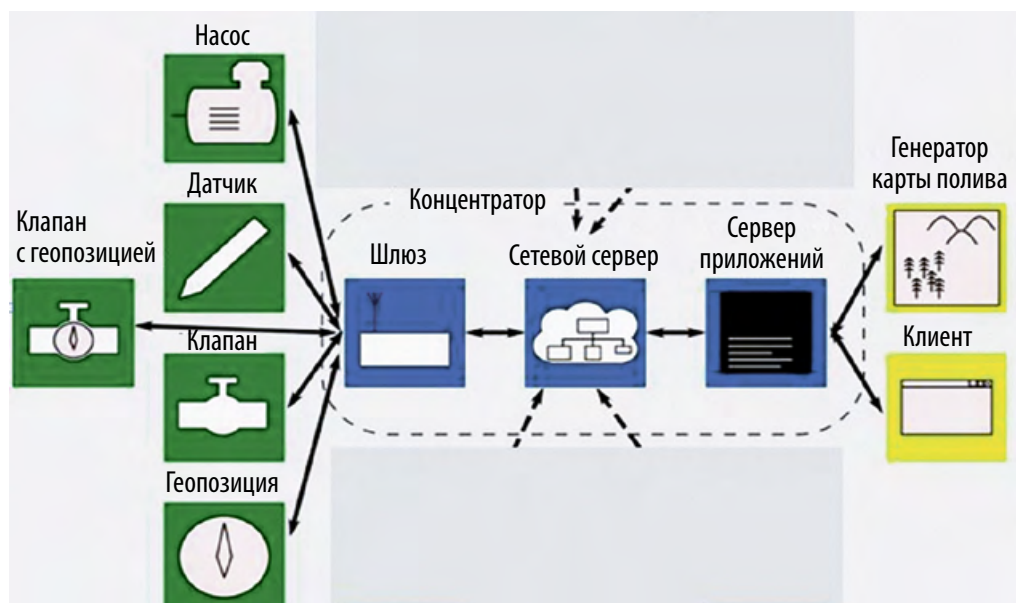 Насос
Датчик
Клапан
с геопозицией
Клапан
Геопозиция
Концентратор
Шлюз
Сетевой сервер
Сервер
приложений
Генератор
карты полива
Клиент